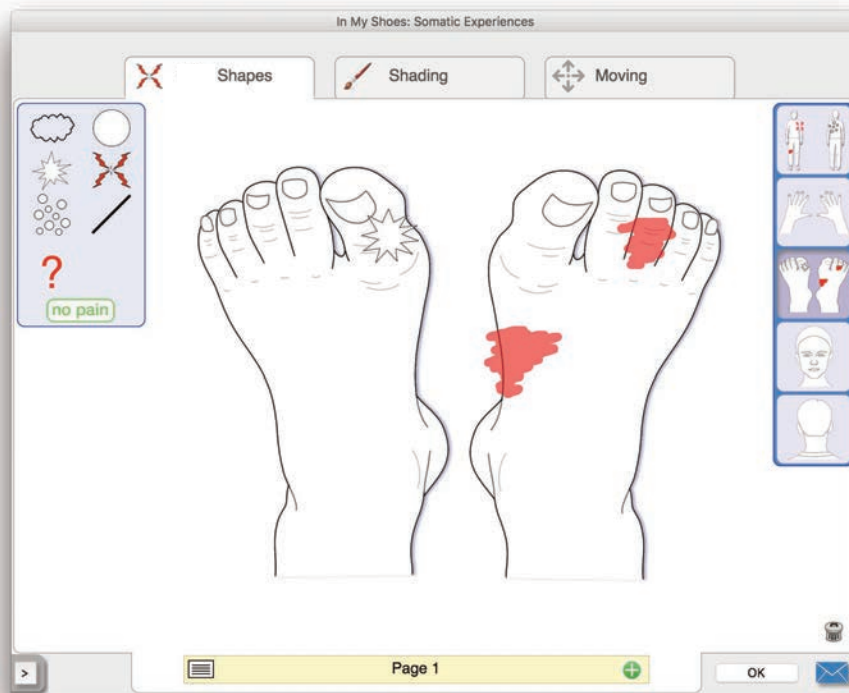 In My Shoes: Somatic Experiences
Shapes
Shading
Moving
?
no pain
>
Page 1
OK